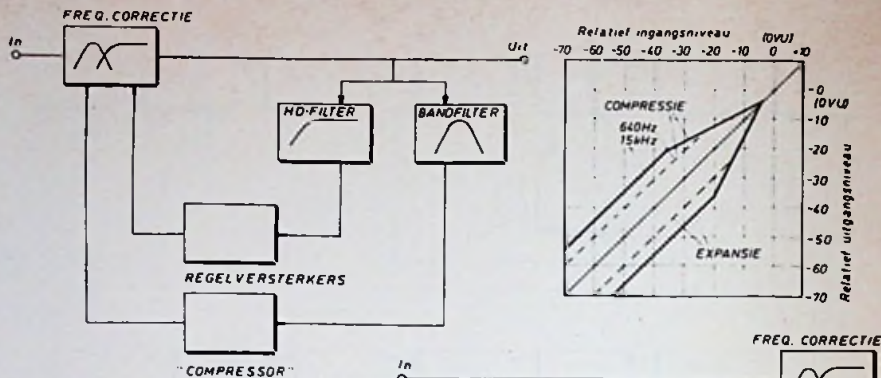 FREQ. CORRECTIE
In
Uit
HD-FILTER
BANDFILTER
REGELVERSTERKERS
"COMPRESSOR"
Relatief ingangsniveau (0VU)
-70 -60 -50 -40 -30 -20 -10 0 +10
COMPRESSIE
640Hz
15kHz
EXPANSIE
-0
(0VU)
-10
-20
-30
-40
-50
-60
-70
Relatief uitgangsniveau
In
FREQ. CORRECTIE